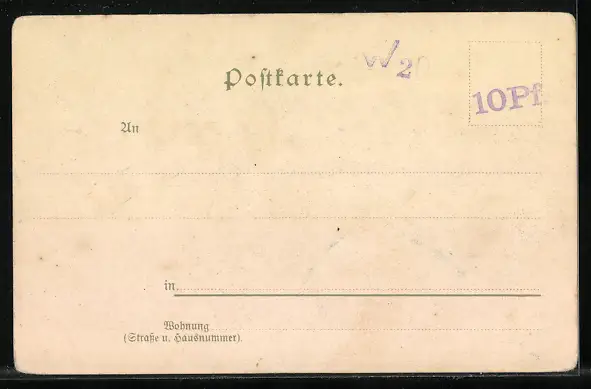 W 2
Postkarte.
10Pf
An
in
Wohnung
(Straße u. Hausnummer).